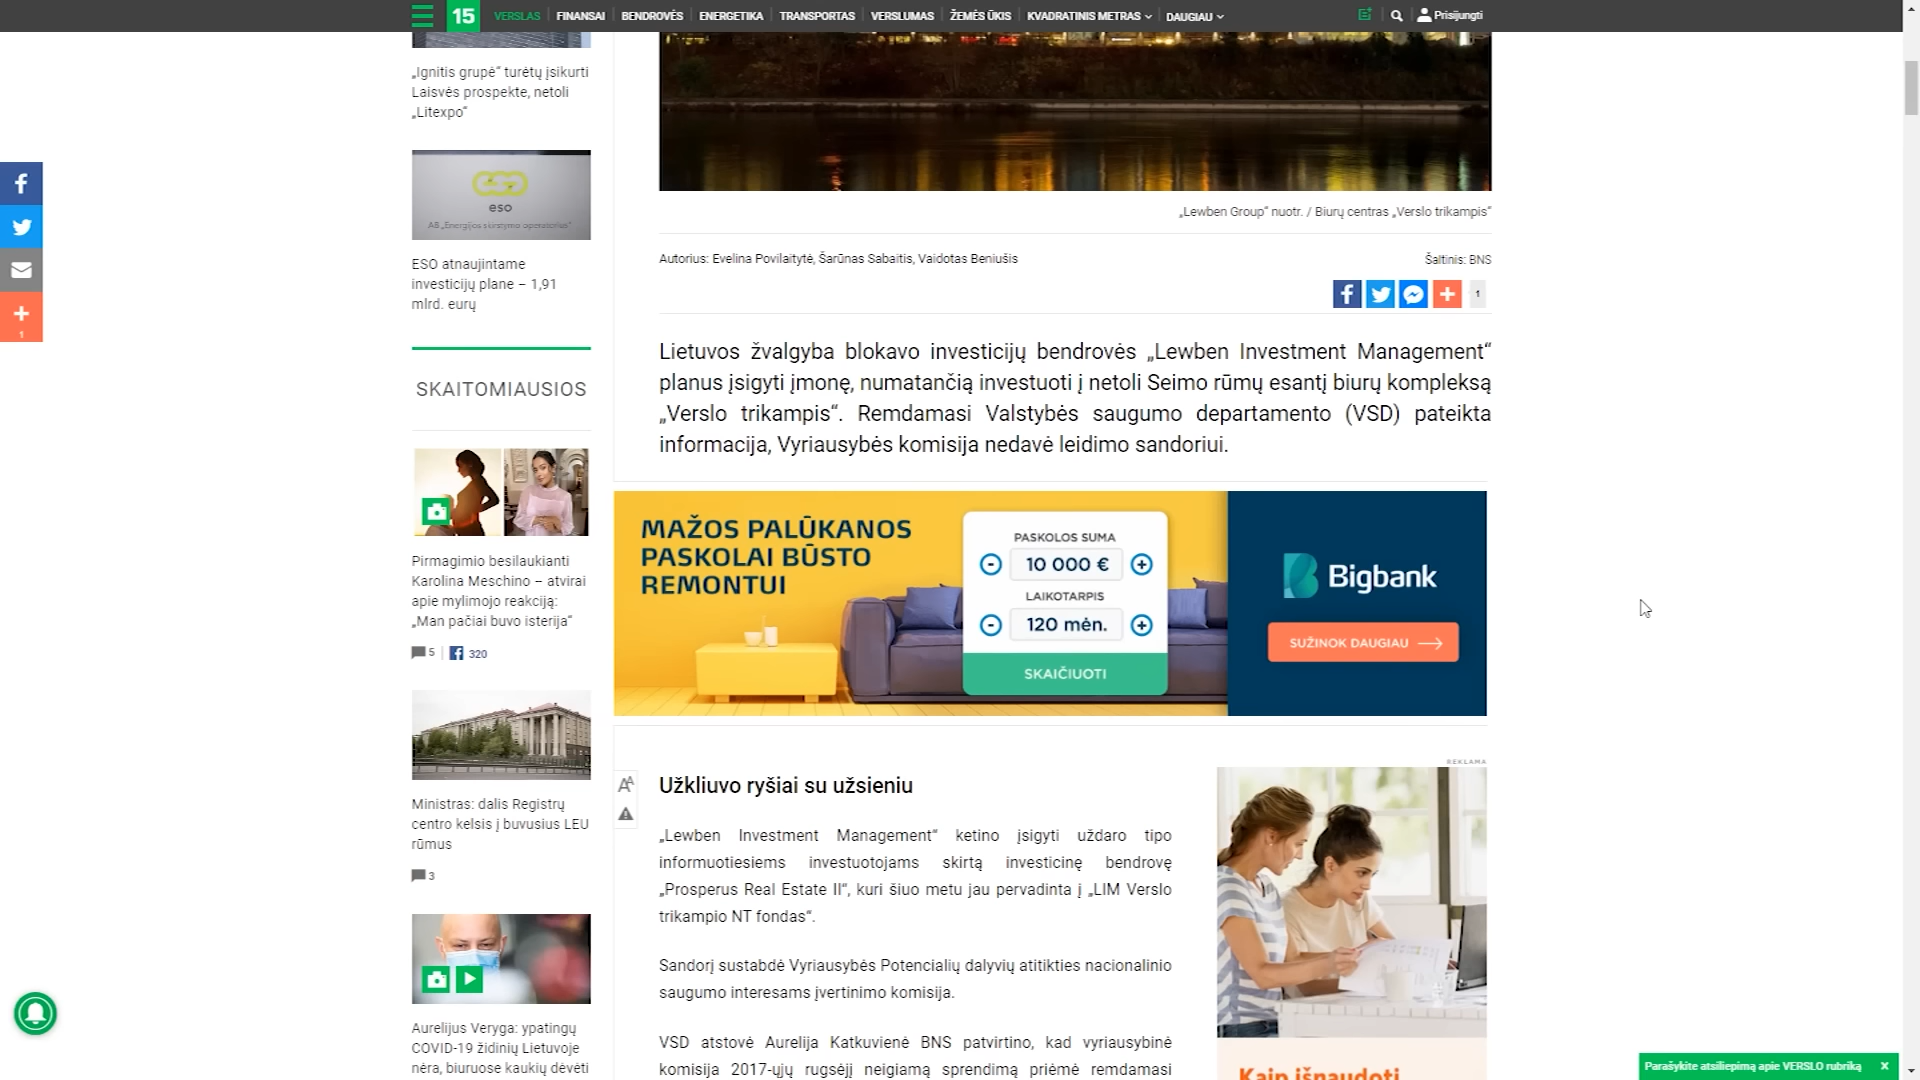 15
VERSLAS
FINANSAI
BENDROVĖS
ENERGETIKA
TRANSPORTAS
VERSLUMAS
ŽEMĖS ŪKIS
KVADRATINIS METRAS
DAUGIAU
Prisijungti
„Ignitis grupė“ turėtų įsikurti
Laisvės prospekte, netoli
„Litexpo“
eso
AB „Energijos skirstymo operatorius“
ESO atnaujintame
investicijų plane – 1,91
mlrd. eurų
1
SKAITOMIAUSIOS
Pirmagimio besilaukianti
Karolina Meschino – atvirai
apie mylimojo reakciją:
„Man pačiai buvo isterija“
5
320
Ministras: dalis Registrų
centro kelsis į buvusius LEU
rūmus
3
Aurelijus Veryga: ypatingų
COVID-19 židinių Lietuvoje
nėra, biuruose kaukių dėvėti
„Lewben Group“ nuotr. / Biurų centras „Verslo trikampis“
Autorius: Evelina Povilaitytė, Šarūnas Sabaitis, Vaidotas Beniušis
Šaltinis: BNS
1
Lietuvos žvalgyba blokavo investicijų bendrovės „Lewben Investment Management“
planus įsigyti įmonę, numatančią investuoti į netoli Seimo rūmų esantį biurų kompleksą
„Verslo trikampis“. Remdamasi Valstybės saugumo departamento (VSD) pateikta
informacija, Vyriausybės komisija nedavė leidimo sandoriui.
MAŽOS PALŪKANOS
PASKOLAI BŪSTO
REMONTUI
PASKOLOS SUMA
- 10 000 € +
LAIKOTARPIS
- 120 mėn. +
SKAIČIUOTI
Bigbank
SUŽINOK DAUGIAU
Užkliuvo ryšiai su užsieniu
„Lewben Investment Management“ ketino įsigyti uždaro tipo
informuotiesiems investuotojams skirtą investicinę bendrovę
„Prosperus Real Estate II“, kuri šiuo metu jau pervadinta į „LIM Verslo
trikampio NT fondas“.
Sandorį sustabdė Vyriausybės Potencialių dalyvių atitikties nacionalinio
saugumo interesams įvertinimo komisija.
VSD atstovė Aurelija Katkuvienė BNS patvirtino, kad vyriausybinė
komisija 2017-ųjų rugsėjį neigiamą sprendimą priėmė remdamasi
REKLAMA
Kaip išnaudoti
Parašykite atsiliepimą apie VERSLO rubriką